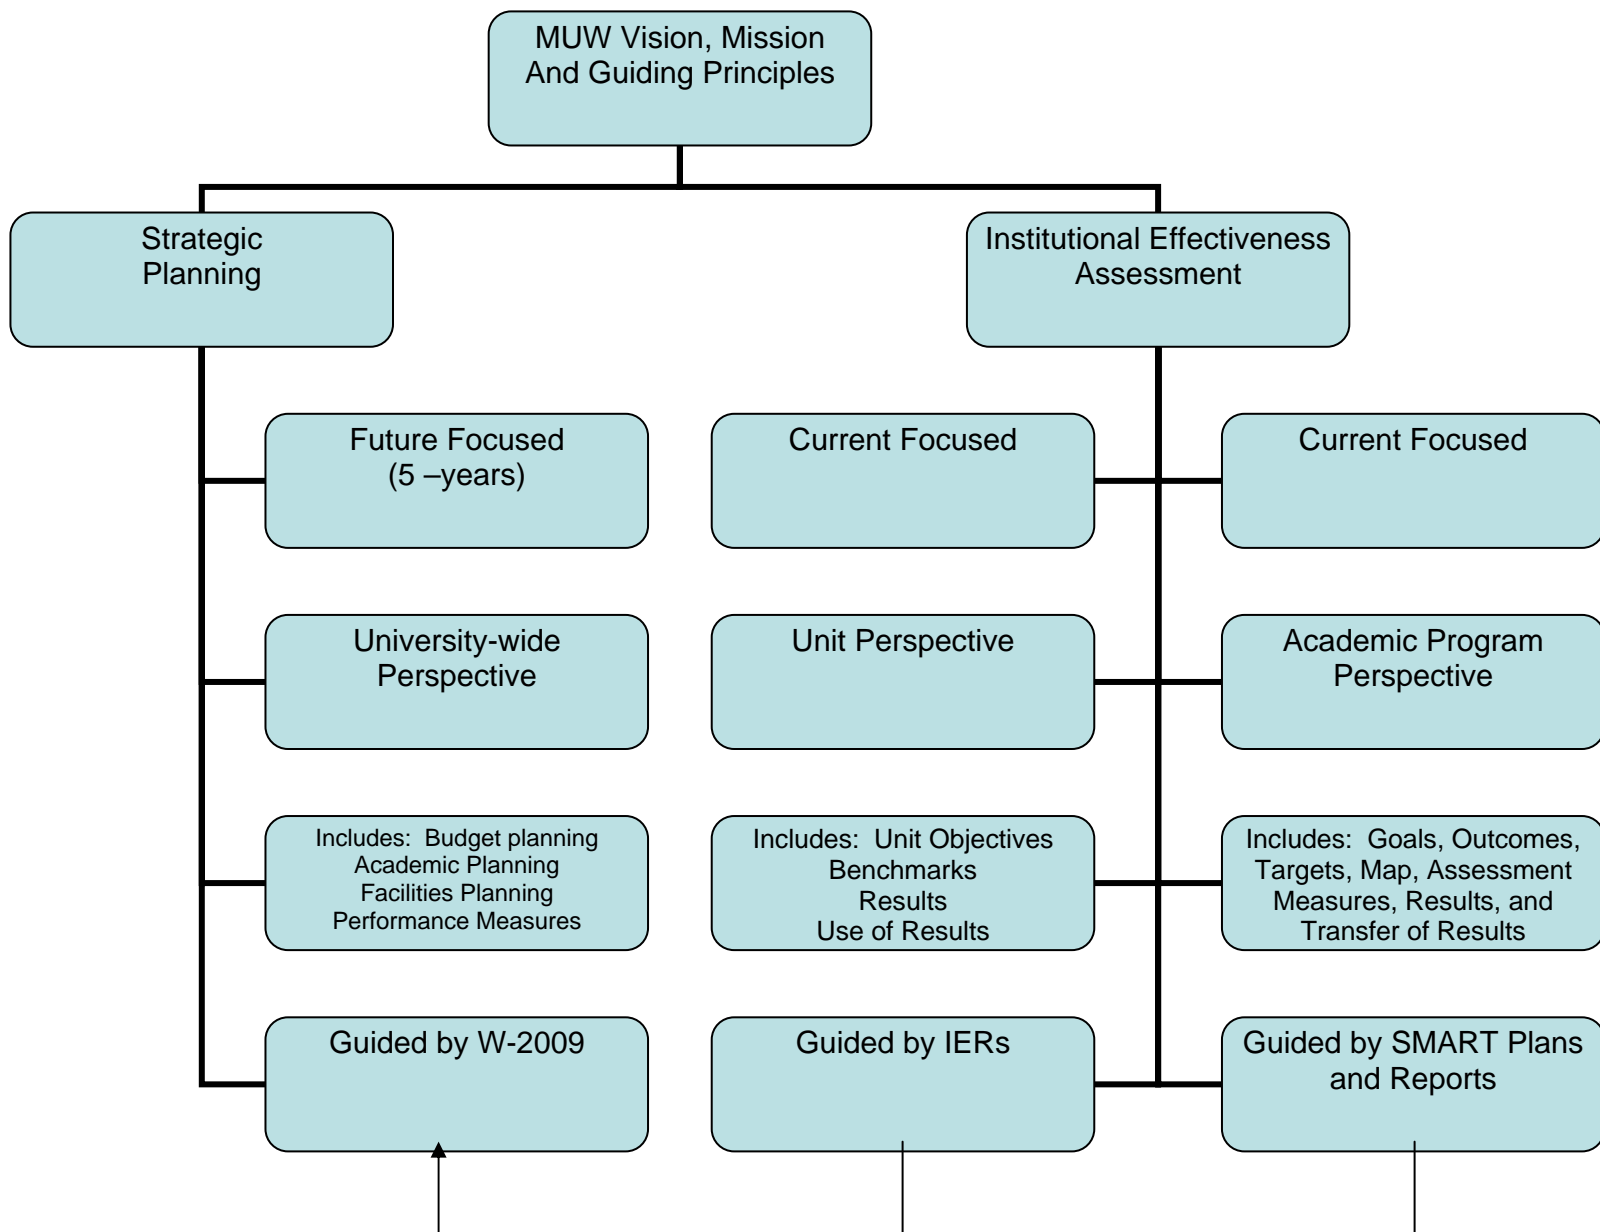 MUW Vision, Mission
And Guiding Principles
Strategic
Planning
Institutional Effectiveness
Assessment
Future Focused
(5 –years)
Current Focused
Current Focused
University-wide
Perspective
Unit Perspective
Academic Program
Perspective
Includes:  Budget planning
Academic Planning
Facilities Planning
Performance Measures
Includes:  Unit Objectives
Benchmarks
Results
Use of Results
Includes:  Goals, Outcomes,
Targets, Map, Assessment
Measures, Results, and
Transfer of Results
Guided by W-2009
Guided by IERs
Guided by SMART Plans
and Reports